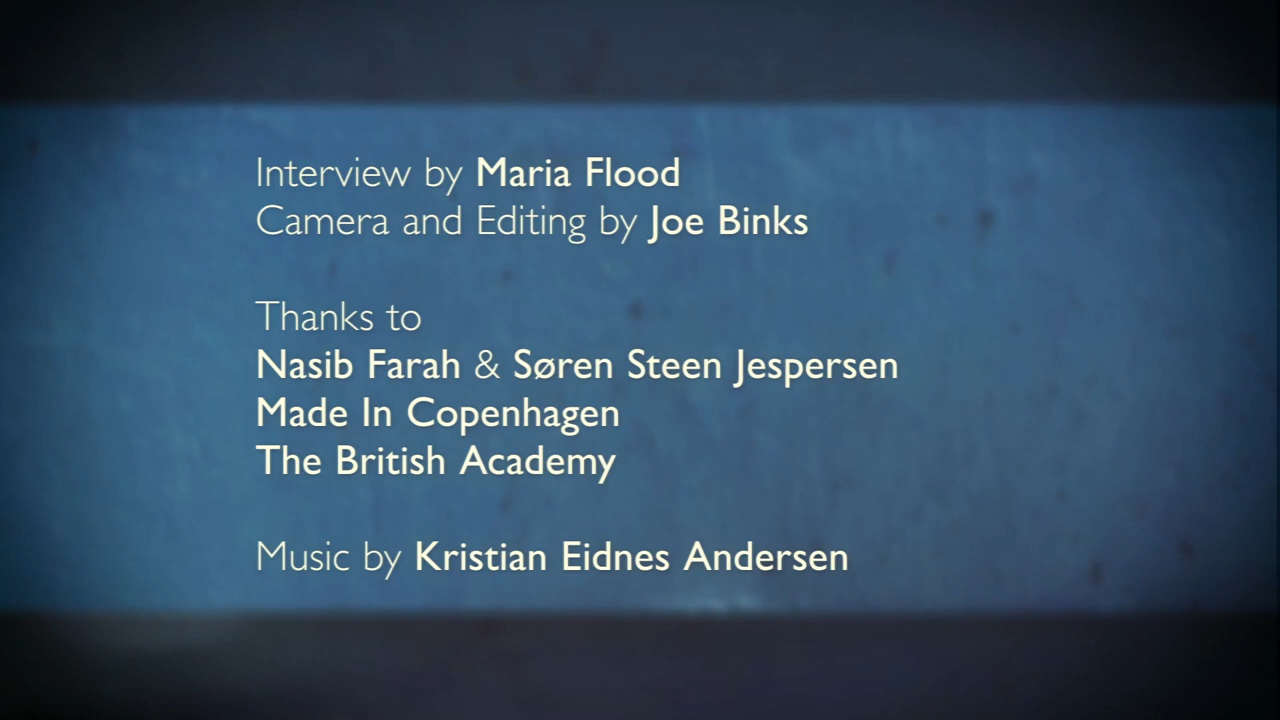 Interview by Maria Flood
Camera and Editing by Joe Binks
Thanks to
Nasib Farah & Søren Steen Jespersen
Made In Copenhagen
The British Academy
Music by Kristian Eidnes Andersen